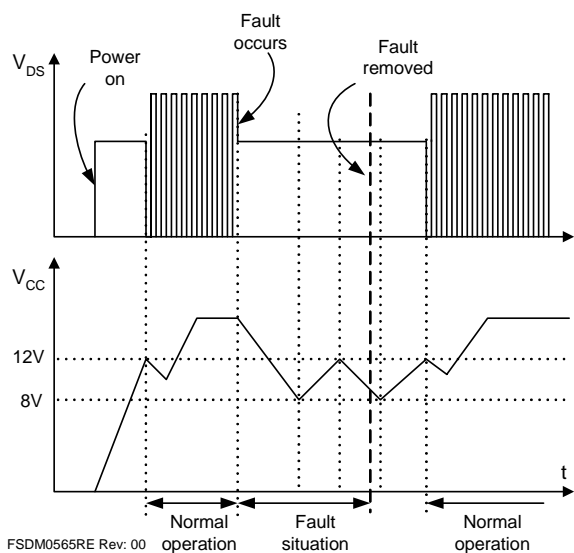 Fault
occurs
Power
on
Fault
removed
VDS
VCC
12V
8V
t
Normal
operation
Fault
situation
Normal
operation
FSDM0565RE Rev: 00